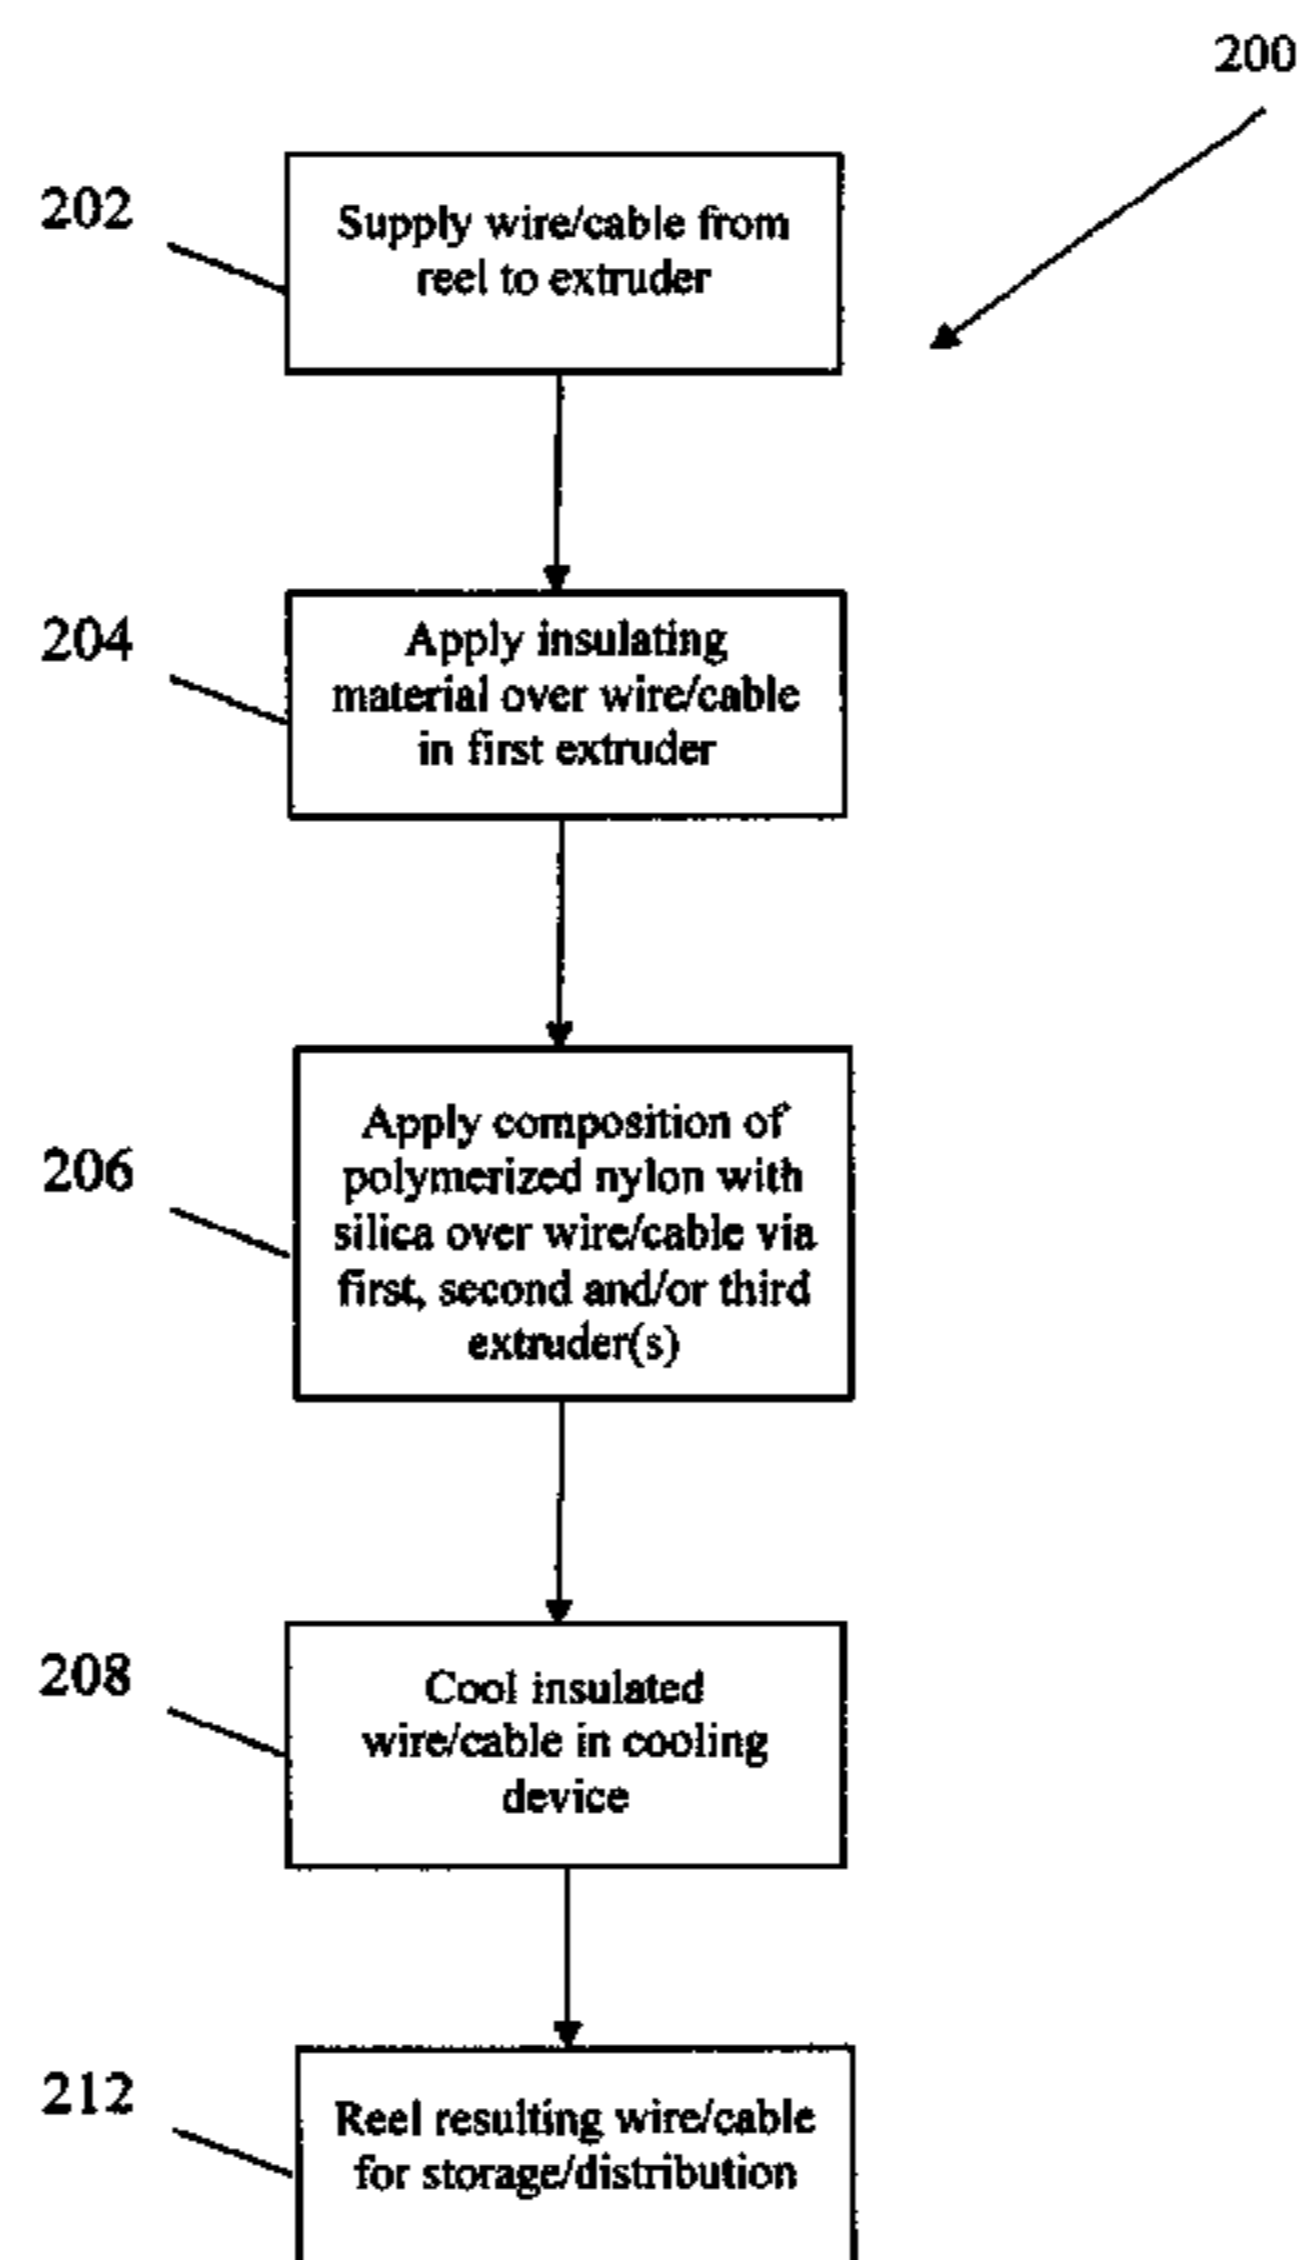 200
202
Supply wire/cable from
reel to extruder
204
Apply insulating
material over wire/cable
in first extruder
206
Apply composition of
polymerized nylon with
silica over wire/cable via
first, second and/or third
extruder(s)
208
Cool insulated
wire/cable in cooling
device
212
Reel resulting wire/cable
for storage/distribution